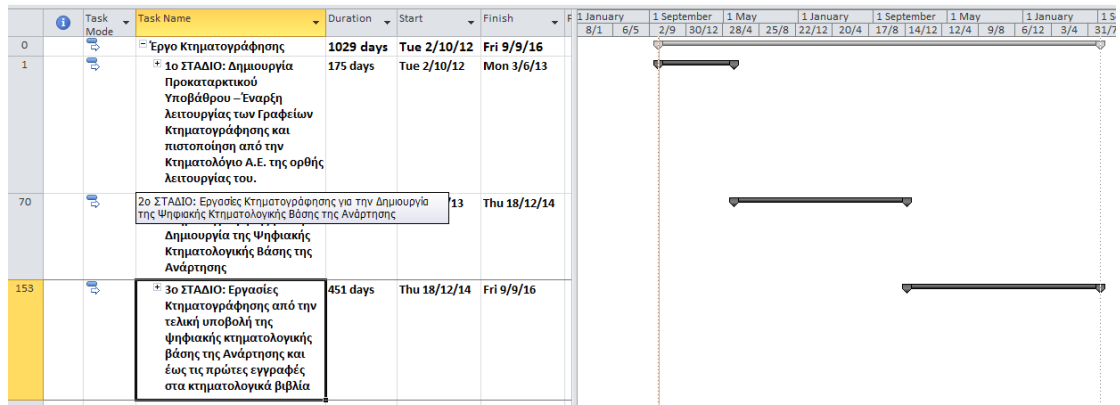 Task Mode
Task Name
Duration
Start
Finish
1 January
1 September
1 May
1 January
1 September
1 May
1 January
8/1 6/5 2/9 30/12 28/4 25/8 22/12 20/4 17/8 14/12 12/4 9/8 6/12 3/4 31/7
0 Έργο Κτηματογράφησης 1029 days Tue 2/10/12 Fri 9/9/16
1 1ο ΣΤΑΔΙΟ: Δημιουργία 175 days Tue 2/10/12 Mon 3/6/13
Προκαταρκτικού
Υποβάθρου – Έναρξη
λειτουργίας των Γραφείων
Κτηματογράφησης και
πιστοποίηση από την
Κτηματολόγιο Α.Ε. της ορθής
λειτουργίας του.
70 Thu 18/12/14
2ο ΣΤΑΔΙΟ: Εργασίες Κτηματογράφησης για την Δημιουργία
της Ψηφιακής Κτηματολογικής Βάσης της Ανάρτησης
Δημιουργία της Ψηφιακής
Κτηματολογικής Βάσης της
Ανάρτησης
153 3ο ΣΤΑΔΙΟ: Εργασίες 451 days Thu 18/12/14 Fri 9/9/16
Κτηματογράφησης από την
τελική υποβολή της
ψηφιακής κτηματολογικής
βάσης της Ανάρτησης και
έως τις πρώτες εγγραφές
στα κτηματολογικά βιβλία